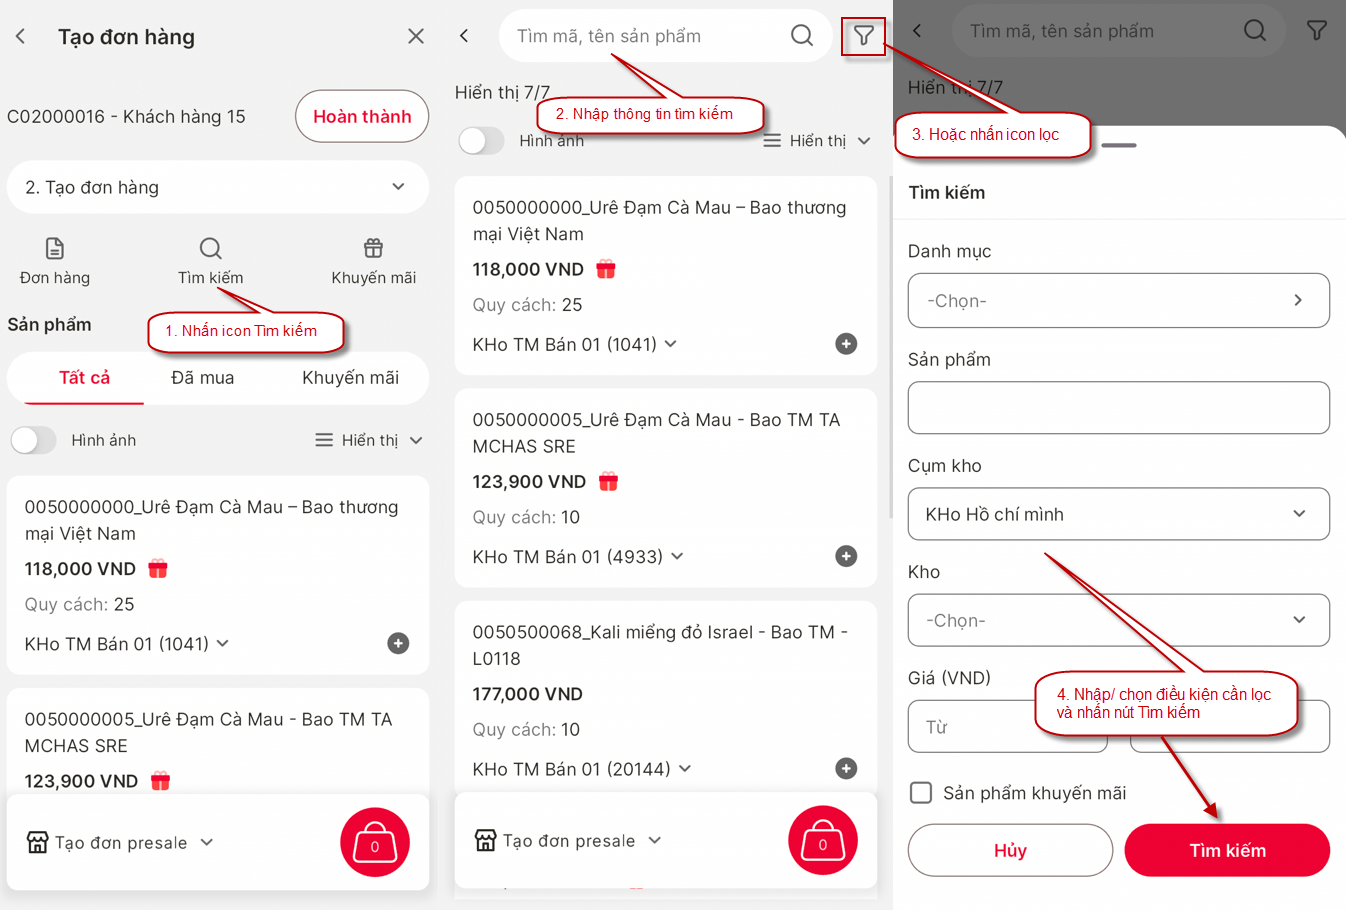 Tạo đơn hàng
C02000016 - Khách hàng 15
Hoàn thành
2. Tạo đơn hàng
Đơn hàng
Tìm kiếm
Khuyến mãi
1. Nhấn icon Tìm kiếm
Sản phẩm
Tất cả
Đã mua
Khuyến mãi
Hình ảnh
Hiển thị
0050000000_Urê Đạm Cà Mau – Bao thương
mại Việt Nam
118,000 VND
Quy cách: 25
KHo TM Bán 01 (1041)
0050000005_Urê Đạm Cà Mau - Bao TM TA
MCHAS SRE
123,900 VND
Tạo đơn presale
0
Tìm mã, tên sản phẩm
Hiển thị 7/7
2. Nhập thông tin tìm kiếm
Hình ảnh
Hiển thị
0050000000_Urê Đạm Cà Mau – Bao thương
mại Việt Nam
118,000 VND
Quy cách: 25
KHo TM Bán 01 (1041)
0050000005_Urê Đạm Cà Mau - Bao TM TA
MCHAS SRE
123,900 VND
Quy cách: 10
KHo TM Bán 01 (4933)
0050500068_Kali miếng đỏ Israel - Bao TM -
L0118
177,000 VND
Quy cách: 10
KHo TM Bán 01 (20144)
Tạo đơn presale
0
Tìm mã, tên sản phẩm
Hiển thị 7/7
3. Hoặc nhấn icon lọc
Tìm kiếm
Danh mục
-Chọn-
Sản phẩm
Cụm kho
KHo Hồ chí mình
Kho
-Chọn-
Giá (VND)
4. Nhập/ chọn điều kiện cần lọc
và nhấn nút Tìm kiếm
Từ
Sản phẩm khuyến mãi
Hủy
Tìm kiếm